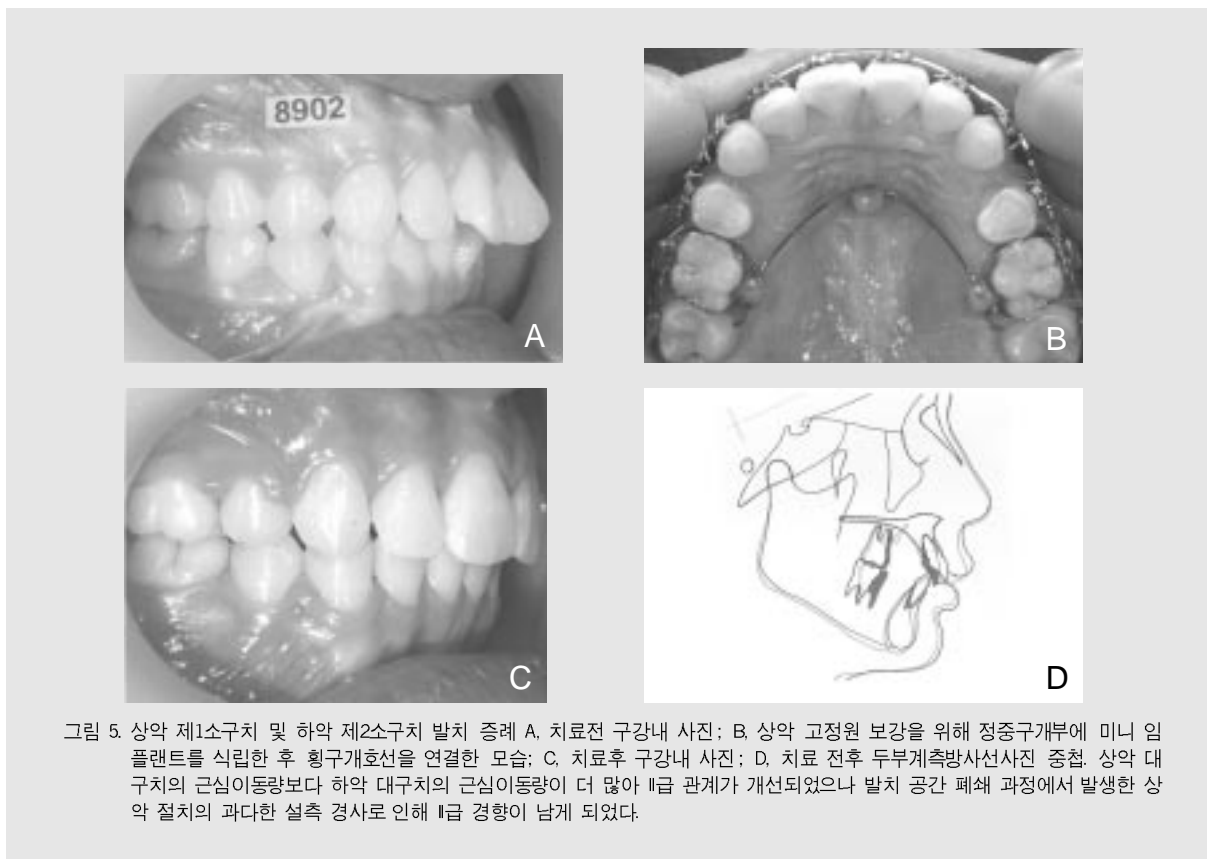 8902
A
B
C
D
그림 5. 상악 제1소구치 및 하악 제2소구치 발치 증례 A, 치료전 구강내 사진; B, 상악 고정원 보강을 위해 정중구개부에 미니 임
플랜트를 식립한 후 횡구개호선을 연결한 모습; C, 치료후 구강내 사진; D, 치료 전후 두부계측방사선사진 중첩. 상악 대
구치의 근심이동량보다 하악 대구치의 근심이동량이 더 많아 II급 관계가 개선되었으나 발치 공간 폐쇄 과정에서 발생한 상
악 절치의 과다한 설측 경사로 인해 II급 경향이 남게 되었다.